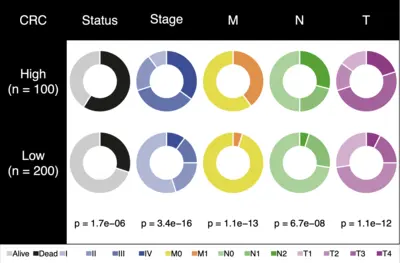 CRC Status Stage M N T
High
(n = 100)
Low
(n = 200)
p = 1.7e−06 p = 3.4e−16 p = 1.1e−13 p = 6.7e−08 p = 1.1e−12
Alive Dead I II III IV M0 M1 N0 N1 N2 T1 T2 T3 T4